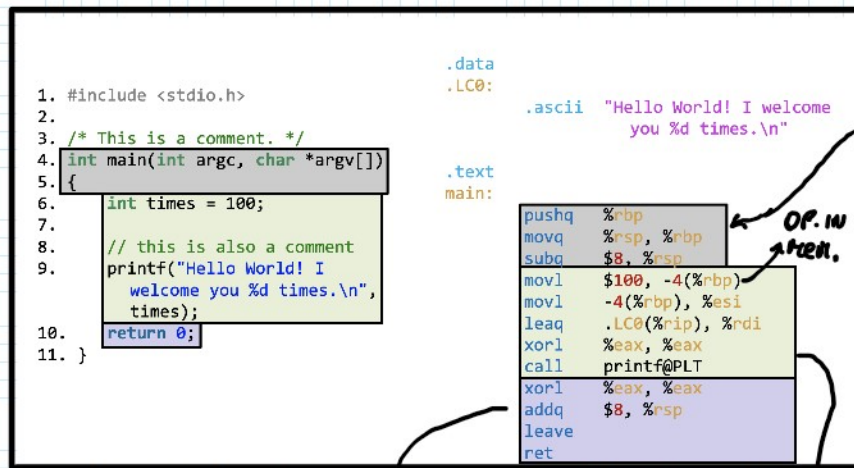 1. #include <stdio.h>
2.
3. /* This is a comment. */
4. int main(int argc, char *argv[])
5. {
6. int times = 100;
7.
8. // this is also a comment
9. printf("Hello World! I
welcome you %d times.\n",
times);
10. return 0;
11. }
.data
.LC0:
.ascii "Hello World! I welcome
you %d times.\n"
.text
main:
pushq %rbp
movq %rsp, %rbp
subq $8, %rsp
movl $100, -4(%rbp)
movl -4(%rbp), %esi
leaq .LC0(%rip), %rdi
xorl %eax, %eax
call printf@PLT
xorl %eax, %eax
addq $8, %rsp
leave
ret
OP. IN
MEM.